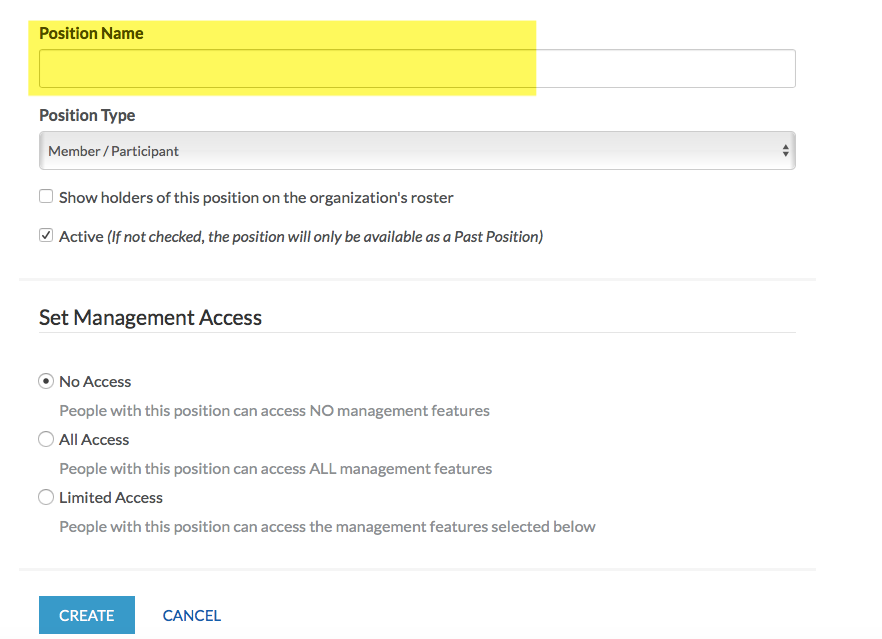 Position Name
Position Type
Member / Participant
Show holders of this position on the organization's roster
Active (If not checked, the position will only be available as a Past Position)
Set Management Access
No Access
People with this position can access NO management features
All Access
People with this position can access ALL management features
Limited Access
People with this position can access the management features selected below
CREATE CANCEL